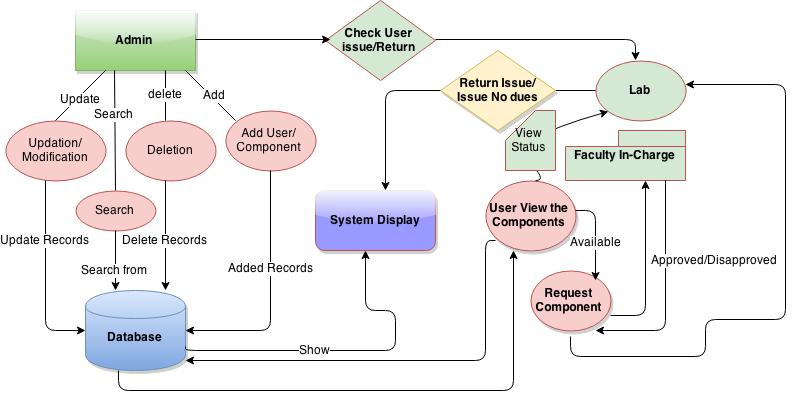 Admin
Check User
issue/Return
Return Issue/
Issue No dues
Lab
Update
Search
delete
Add
View
Status
Faculty In-Charge
Updation/
Modification
Deletion
Add User/
Component
Search
System Display
User View the
Components
Update Records
Delete Records
Available
Search from
Added Records
Approved/Disapproved
Request
Component
Database
Show